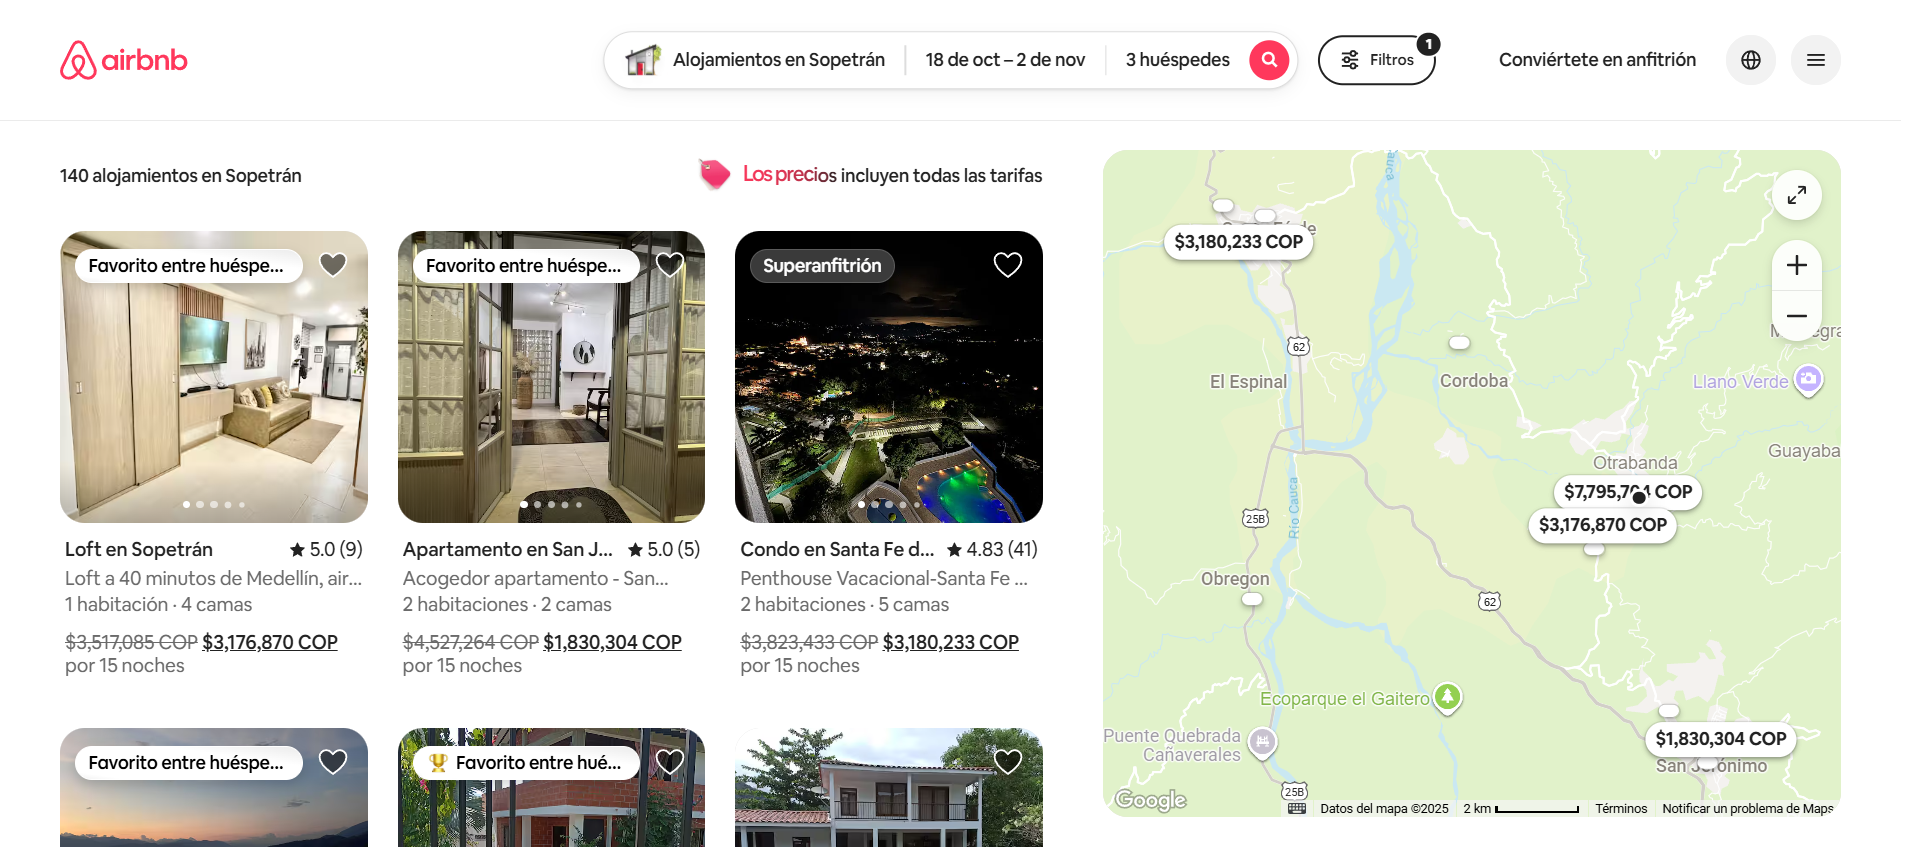 airbnb
Alojamientos en Sopetrán
18 de oct – 2 de nov
3 huéspedes
Filtros
1
Conviértete en anfitrión
140 alojamientos en Sopetrán
Los precios incluyen todas las tarifas
Favorito entre huéspe...
Favorito entre huéspe...
Superanfitrión
Loft en Sopetrán
5.0 (9)
Loft a 40 minutos de Medellín, air...
1 habitación · 4 camas
$3,517,085 COP $3,176,870 COP
por 15 noches
Apartamento en San J...
5.0 (5)
Acogedor apartamento - San...
2 habitaciones · 2 camas
$4,527,264 COP $1,830,304 COP
por 15 noches
Condo en Santa Fe d...
4.83 (41)
Penthouse Vacacional-Santa Fe ...
2 habitaciones · 5 camas
$3,823,433 COP $3,180,233 COP
por 15 noches
Favorito entre huéspe...
Favorito entre hué...
$3,180,233 COP
62
El Espinal
Cordoba
Llano Verde
Guayaba
Otrabanda
COP
$3,176,870 COP
25B
Río Cauca
Obregon
62
Ecoparque el Gaitero
Puente Quebrada
Cañaverales
$1,830,304 COP
San Jerónimo
25B
Google
Datos del mapa ©2025
2 km
Términos
Notificar un problema de Maps